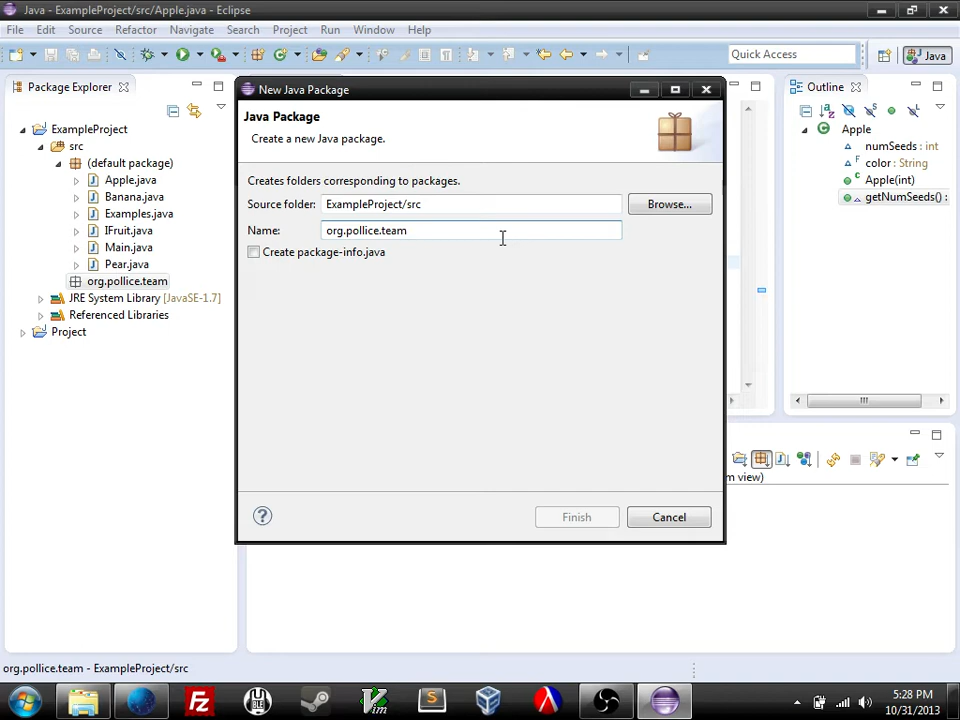 Java - ExampleProject/src/Apple.java - Eclipse
File Edit Source Refactor Navigate Search Project Run Window Help
Quick Access
Java
Package Explorer
ExampleProject
src
(default package)
Apple.java
Banana.java
Examples.java
IFruit.java
Main.java
Pear.java
org.pollice.team
JRE System Library [JavaSE-1.7]
Referenced Libraries
Project
New Java Package
Java Package
Create a new Java package.
Creates folders corresponding to packages.
Source folder: ExampleProject/src Browse...
Name: org.pollice.team
Create package-info.java
Finish Cancel
Outline
Apple
numSeeds : int
color : String
Apple(int)
getNumSeeds() :
m view)
org.pollice.team - ExampleProject/src
5:28 PM
10/31/2013